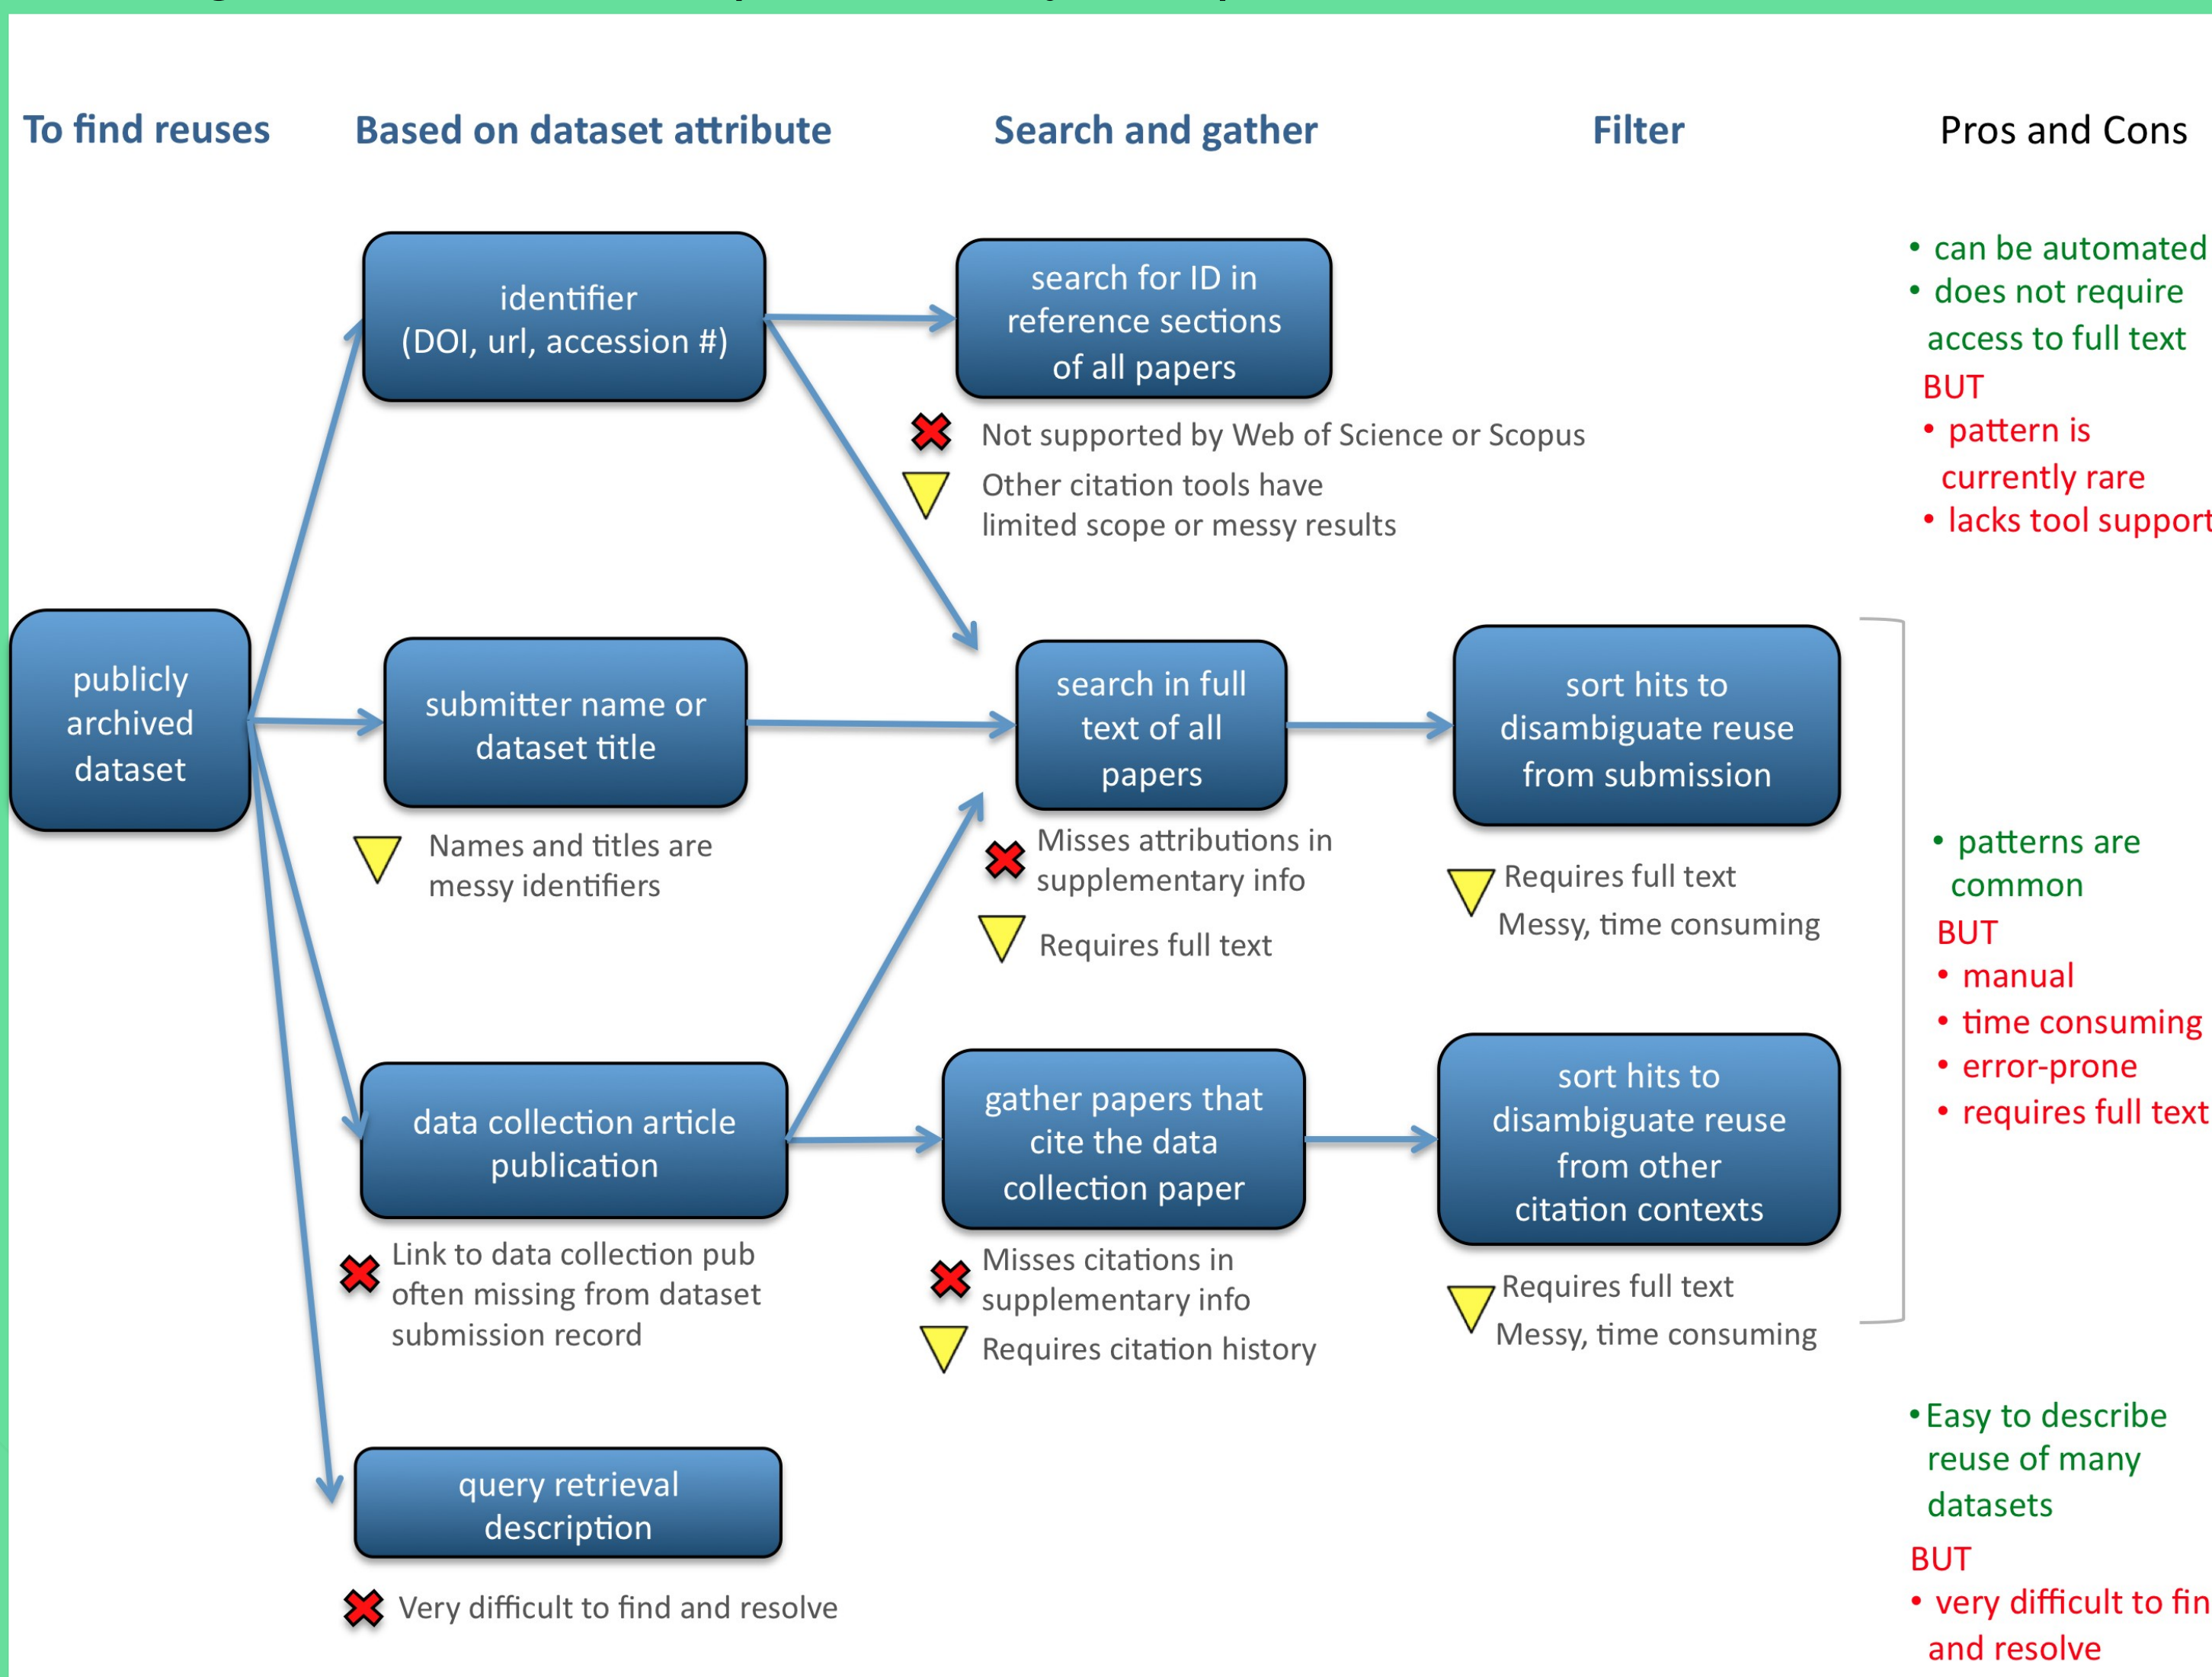 To find reuses
Based on dataset attribute
Search and gather
Filter
Pros and Cons
identifier
(DOI, url, accession #)
search for ID in
reference sections
of all papers
Not supported by Web of Science or Scopus
Other citation tools have
limited scope or messy results
• can be automated
• does not require
access to full text
BUT
• pattern is
currently rare
• lacks tool support
publicly
archived
dataset
submitter name or
dataset title
Names and titles are
messy identifiers
search in full
text of all
papers
Misses attributions in
supplementary info
Requires full text
sort hits to
disambiguate reuse
from submission
Requires full text
Messy, time consuming
• patterns are
common
BUT
• manual
• time consuming
• error-prone
• requires full text
data collection article
publication
Link to data collection pub
often missing from dataset
submission record
gather papers that
cite the data
collection paper
Misses citations in
supplementary info
Requires citation history
sort hits to
disambiguate reuse
from other
citation contexts
Requires full text
Messy, time consuming
query retrieval
description
Very difficult to find and resolve
• Easy to describe
reuse of many
datasets
BUT
• very difficult to fin
and resolve